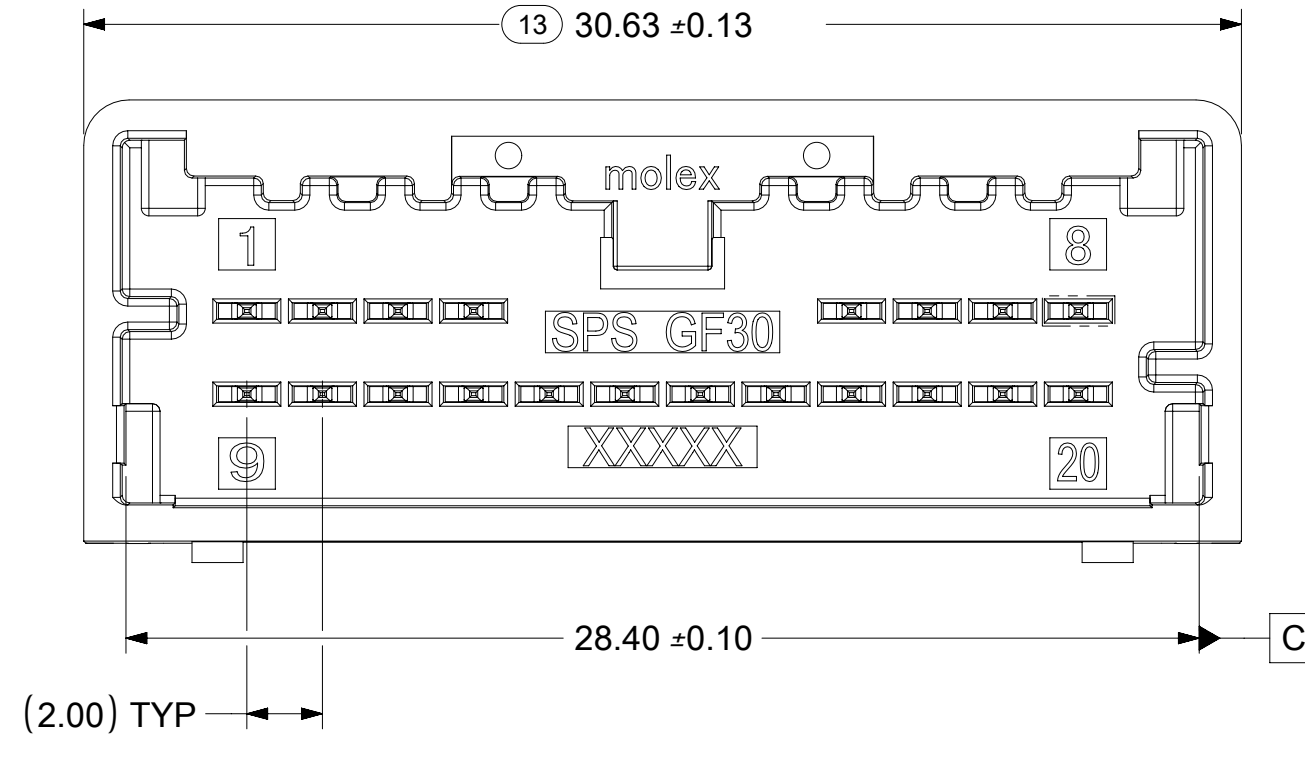 13 30.63 ±0.13
molex
1 8
SPS GF30
XXXXX
9 20
28.40 ±0.10 C
(2.00) TYP